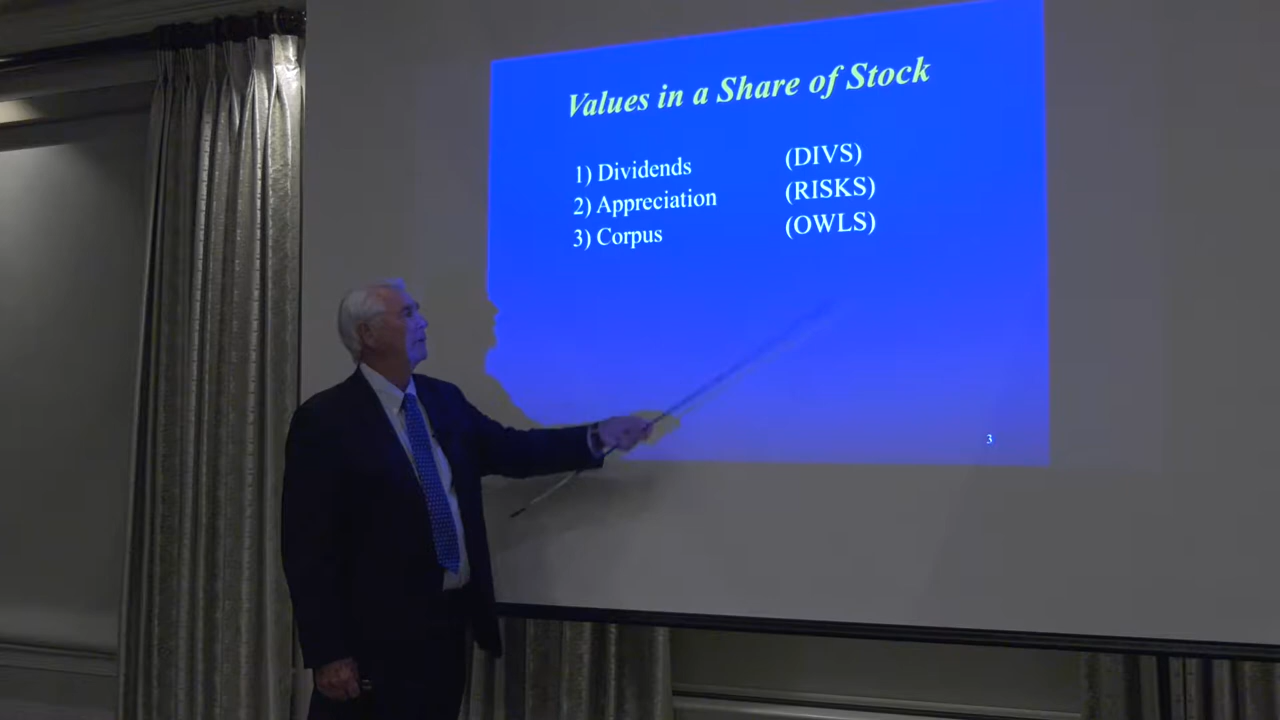 Values in a Share of Stock
1) Dividends (DIVS)
2) Appreciation (RISKS)
3) Corpus (OWLS)
3